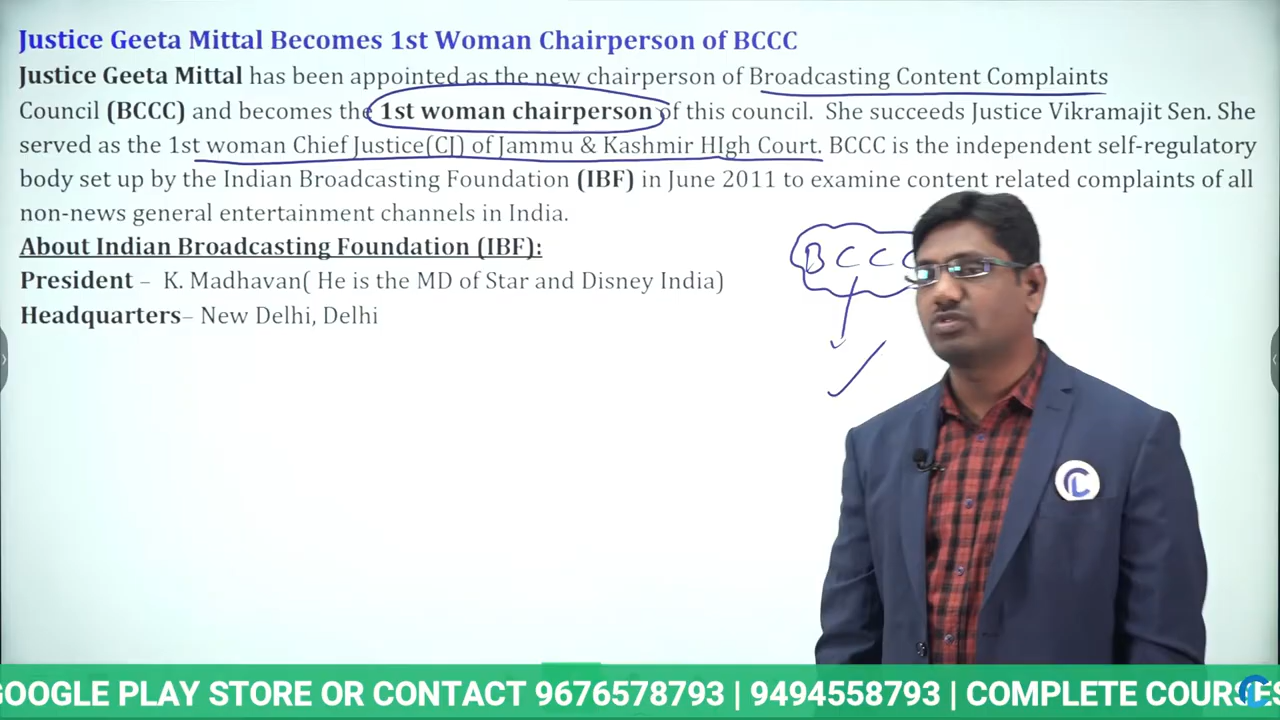 Justice Geeta Mittal Becomes 1st Woman Chairperson of BCCC
Justice Geeta Mittal has been appointed as the new chairperson of Broadcasting Content Complaints
Council (BCCC) and becomes the 1st woman chairperson of this council. She succeeds Justice Vikramajit Sen. She
served as the 1st woman Chief Justice(CJ) of Jammu & Kashmir HIgh Court. BCCC is the independent self-regulatory
body set up by the Indian Broadcasting Foundation (IBF) in June 2011 to examine content related complaints of all
non-news general entertainment channels in India.
About Indian Broadcasting Foundation (IBF):
BCCC
President – K. Madhavan( He is the MD of Star and Disney India)
Headquarters– New Delhi, Delhi
GOOGLE PLAY STORE OR CONTACT 9676578793 | 9494558793 | COMPLETE COURSES